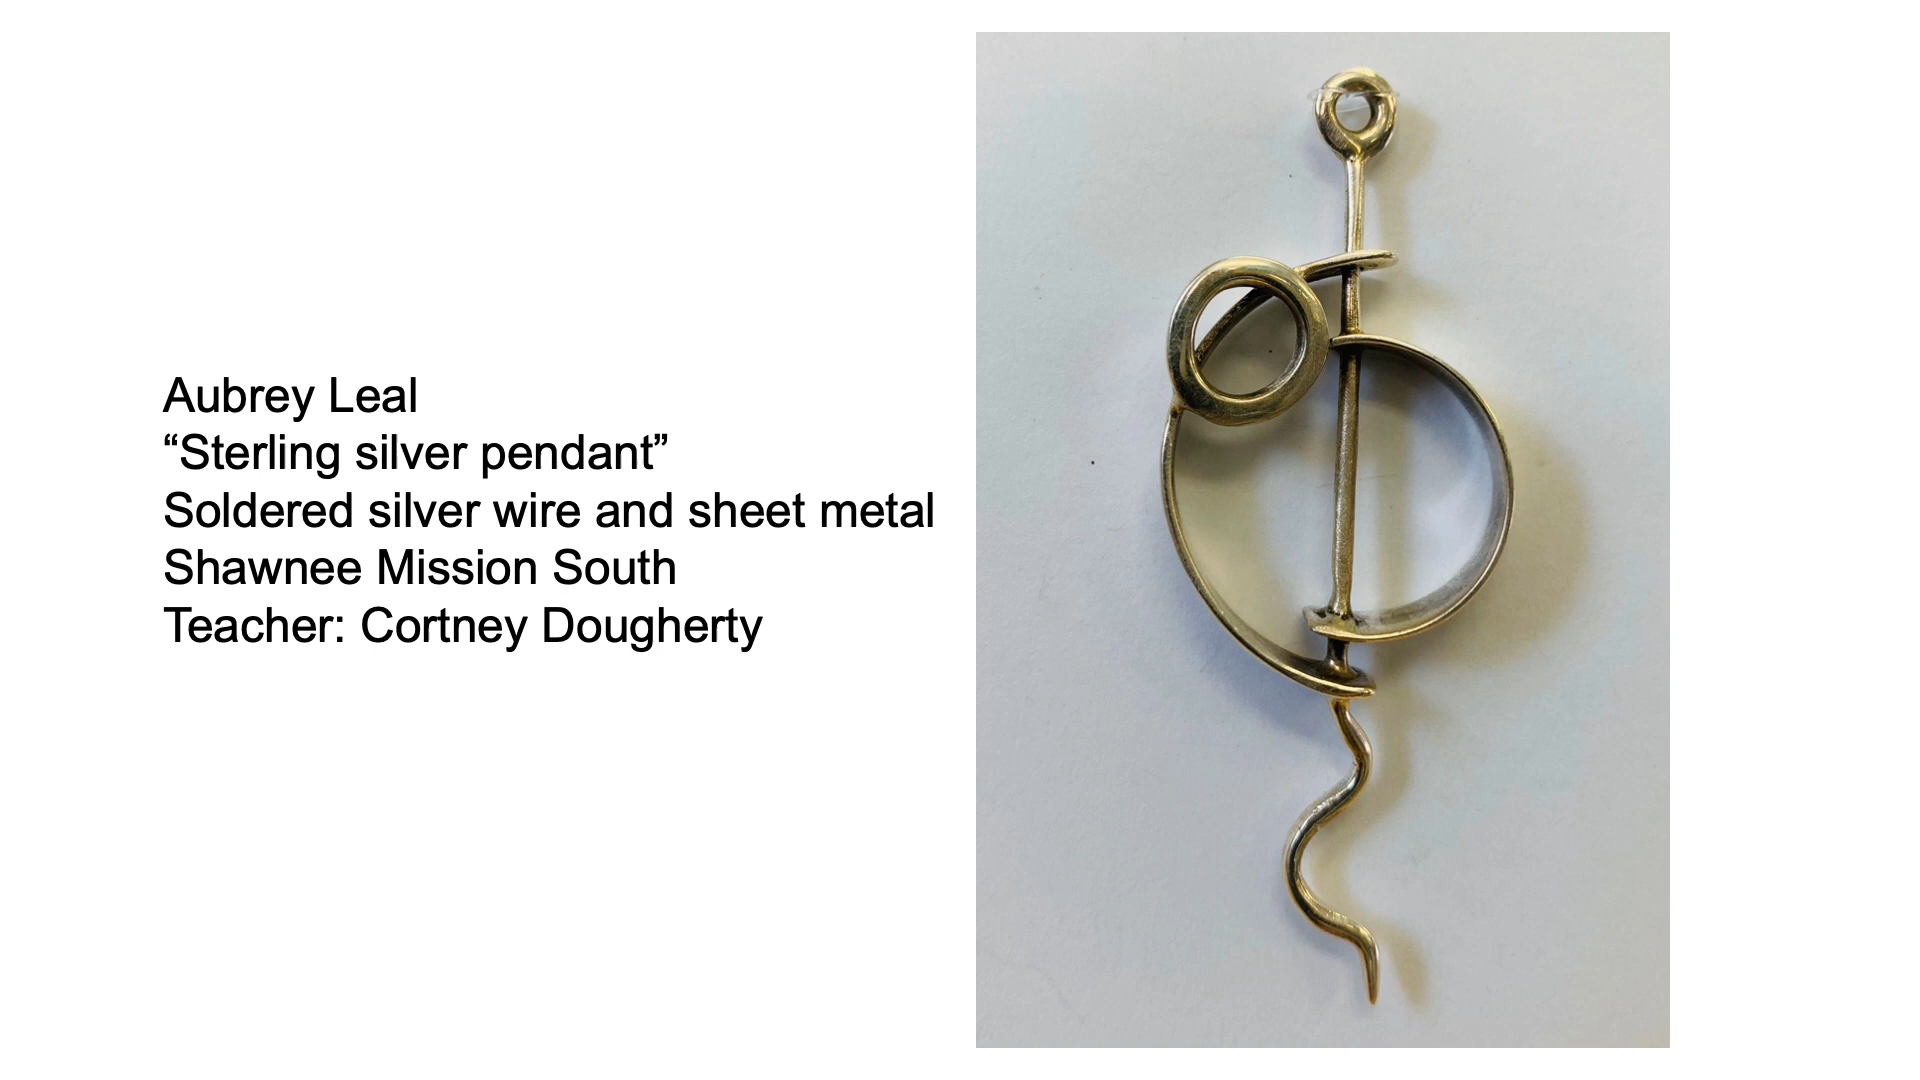 Aubrey Leal
“Sterling silver pendant”
Soldered silver wire and sheet metal
Shawnee Mission South
Teacher: Cortney Dougherty